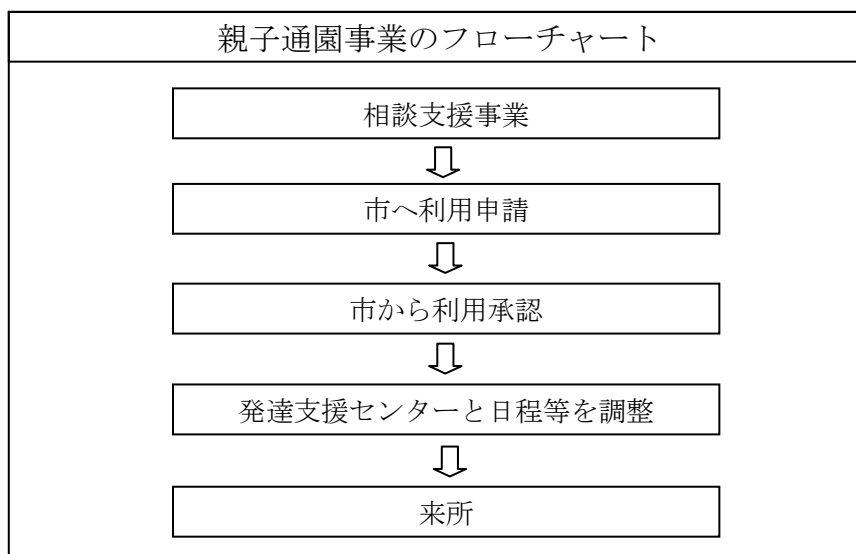 親子通園事業のフローチャート
相談支援事業
市へ利用申請
市から利用承認
発達支援センターと日程等を調整
来所